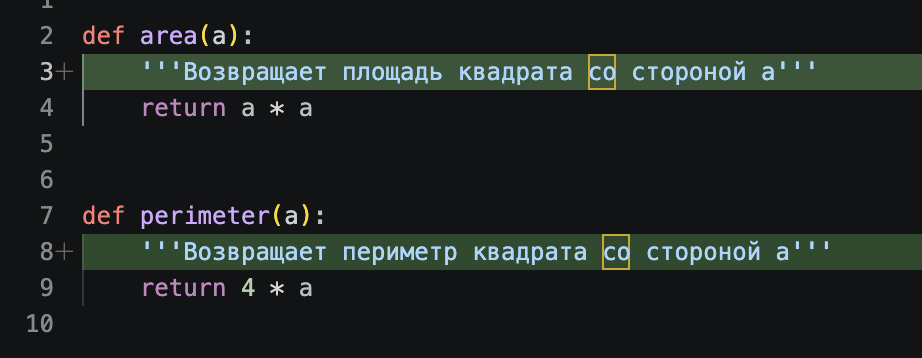 1
2 def area(a):
3+ '''Возвращает площадь квадрата со стороной a'''
4 return a * a
5
6
7 def perimeter(a):
8+ '''Возвращает периметр квадрата со стороной a'''
9 return 4 * a
10